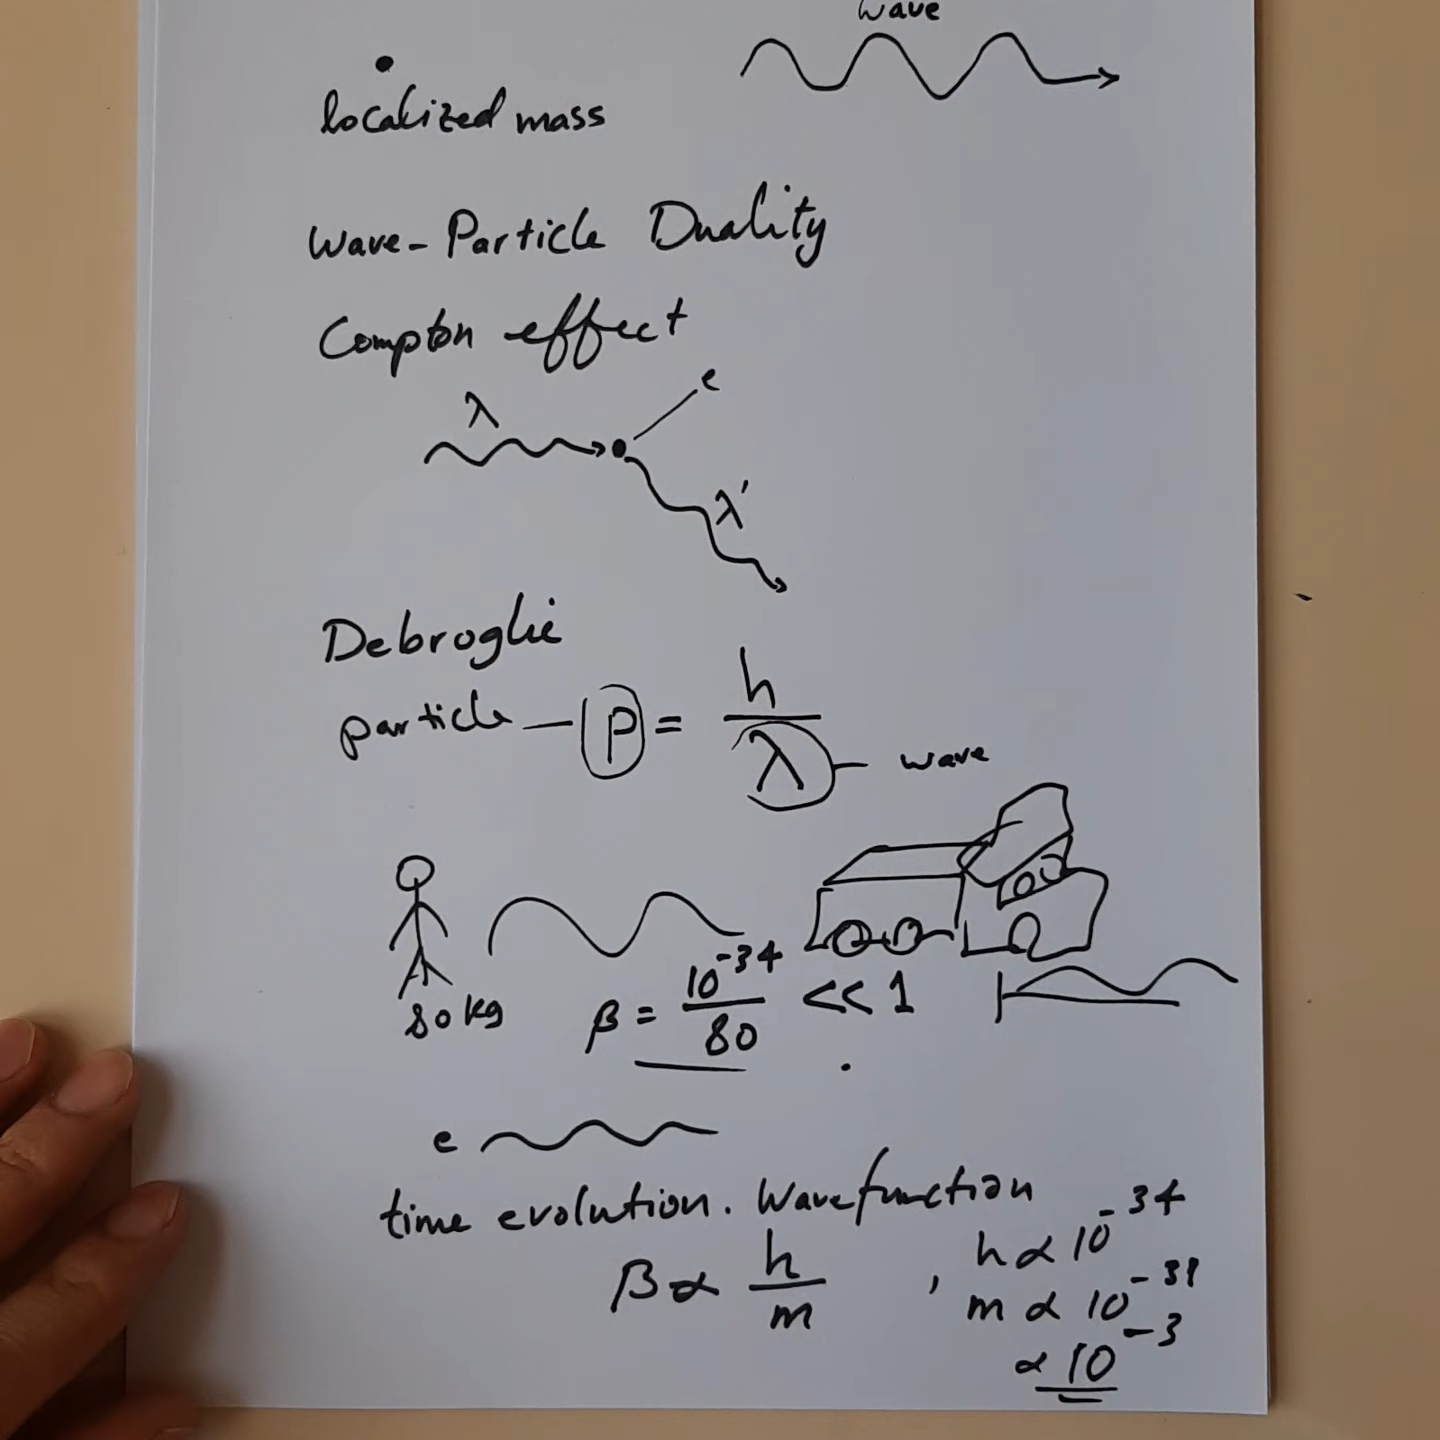 wave
localized mass
Wave-Particle Duality
Compton effect
e
λ
λ'
Debroglie
particle — p = h/λ — wave
80 kg
β = 10⁻³⁴/80 << 1
e
time evolution. Wavefunction
β ∝ h/m , h ∝ 10⁻³⁴
m ∝ 10⁻³¹
∝ 10⁻³